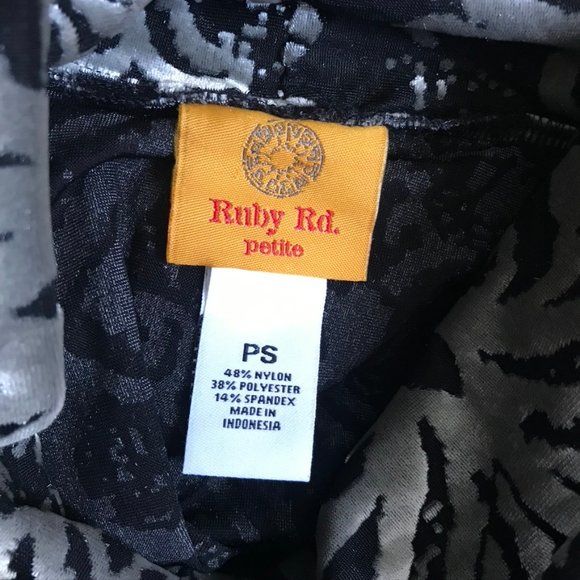 Ruby Rd.
petite
PS
48% NYLON
38% POLYESTER
14% SPANDEX
MADE IN
INDONESIA